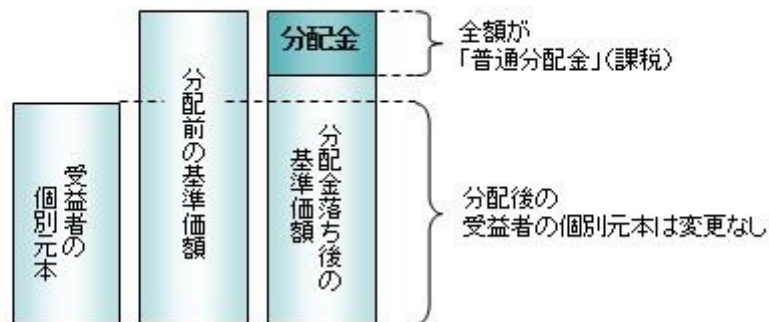 受益者の
個別元本
分配前の基準価額
分配金
分配金落ち後の
基準価額
全額が
「普通分配金」(課税)
分配後の
受益者の個別元本は変更なし